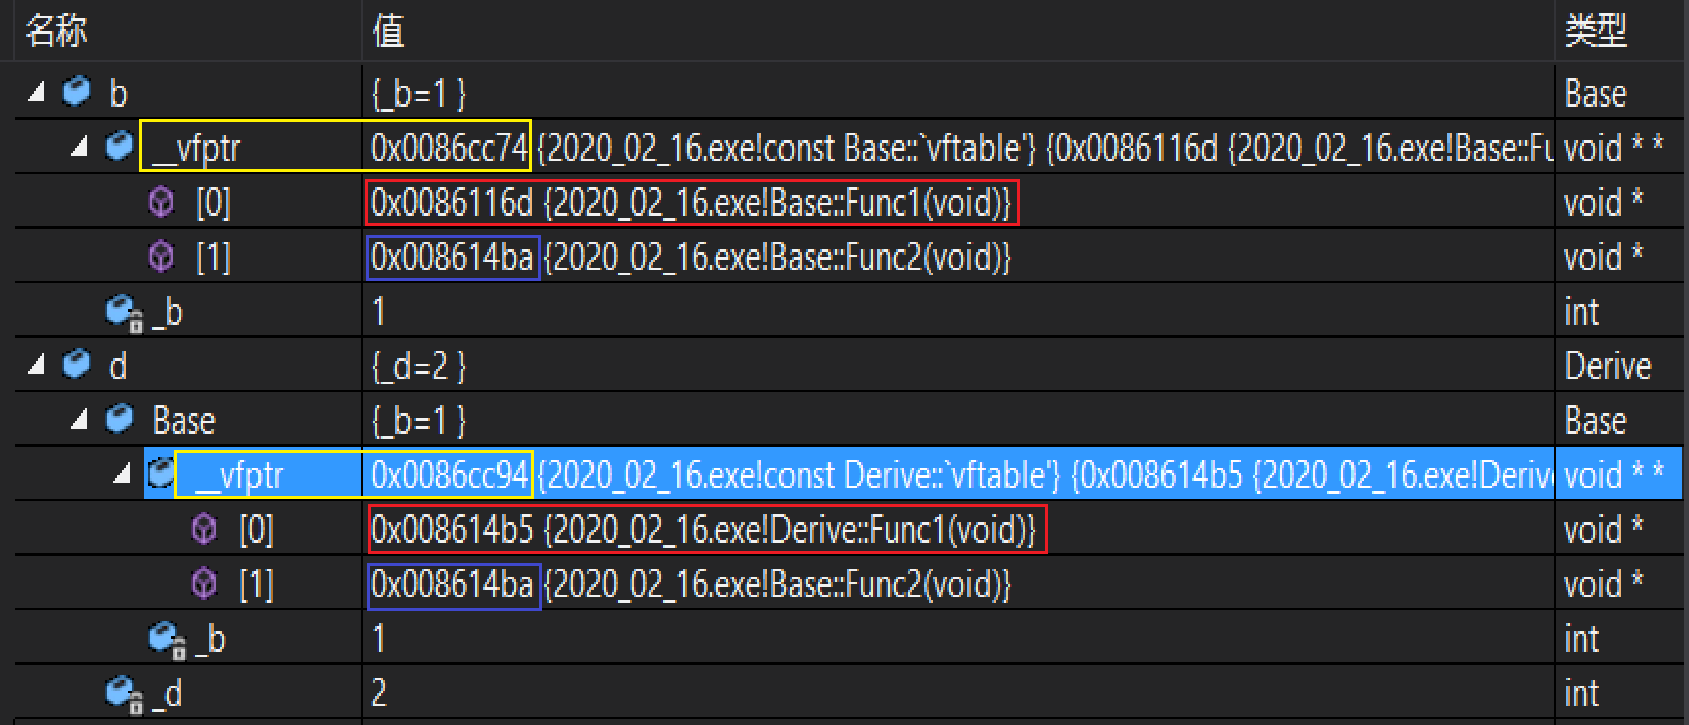 名称 值 类型
b {_b=1 } Base
__vfptr 0x0086cc74 {2020_02_16.exe!const Base::`vftable'} {0x0086116d {2020_02_16.exe!Base::Fu void * *
[0] 0x0086116d {2020_02_16.exe!Base::Func1(void)} void *
[1] 0x008614ba {2020_02_16.exe!Base::Func2(void)} void *
_b 1 int
d {_d=2 } Derive
Base {_b=1 } Base
__vfptr 0x0086cc94 {2020_02_16.exe!const Derive::`vftable'} {0x008614b5 {2020_02_16.exe!Derive void * *
[0] 0x008614b5 {2020_02_16.exe!Derive::Func1(void)} void *
[1] 0x008614ba {2020_02_16.exe!Base::Func2(void)} void *
_b 1 int
_d 2 int